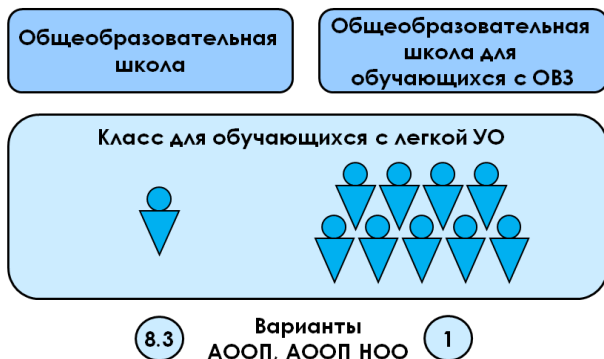 Общеобразовательная
школа
Общеобразовательная
школа для
обучающихся с ОВЗ
Класс для обучающихся с легкой УО
8.3
Варианты
АООП, АООП НОО
1